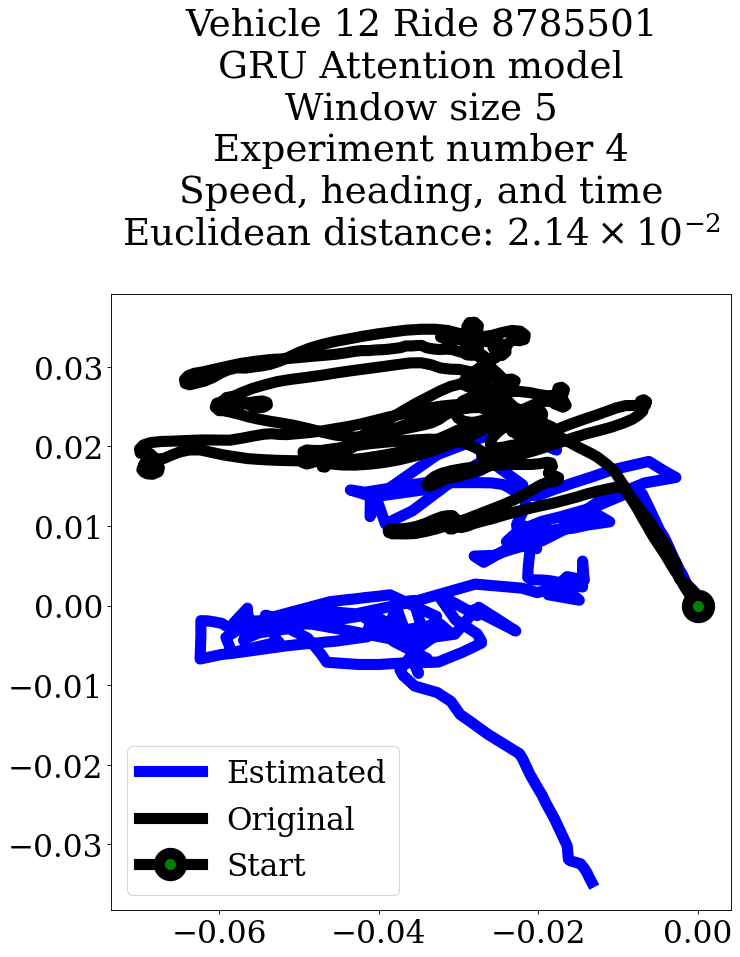 Vehicle 12 Ride 8785501
GRU Attention model
Window size 5
Experiment number 4
Speed, heading, and time
Euclidean distance: 2.14 × 10⁻²
0.03
0.02
0.01
0.00
−0.01
−0.02
−0.03
Estimated
Original
Start
−0.06 −0.04 −0.02 0.00